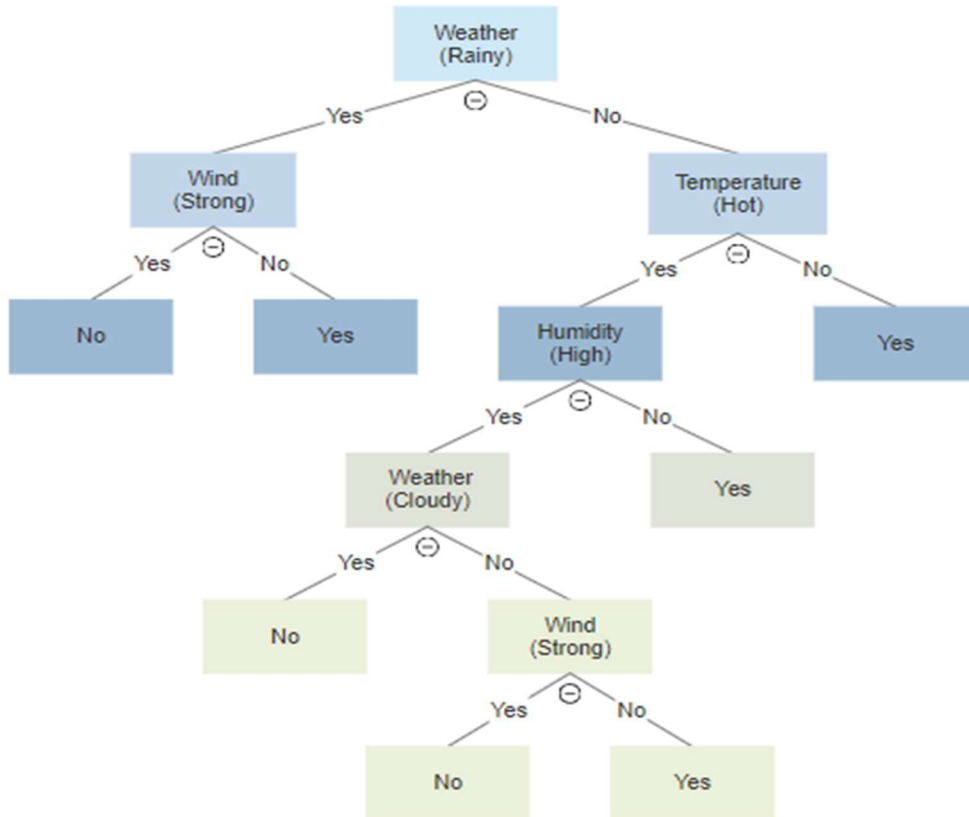 Weather
(Rainy)
Yes
No
Wind
(Strong)
Temperature
(Hot)
Yes
No
Yes
No
No
Yes
Humidity
(High)
Yes
Yes
No
Weather
(Cloudy)
Yes
Yes
No
No
Wind
(Strong)
Yes
No
No
Yes